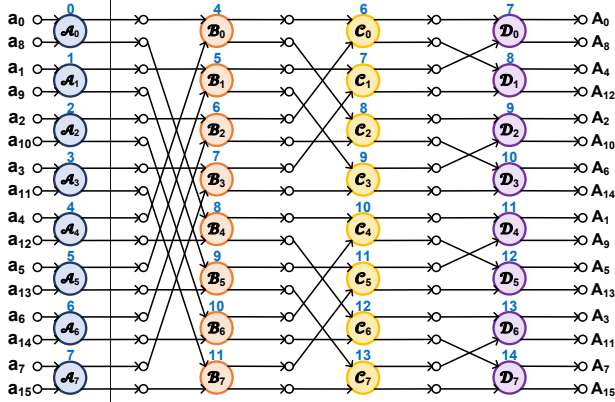 0 4 6 7
a0 A0 B0 C0 D0 A0
a8 A8
1 5 7 8
a1 A4
A1 B1 C1 D1
a9 A12
2 6 8 9
a2 A2
A2 B2 C2 D2
a10 A10
3 7 9 10
a3 A6
A3 B3 C3 D3
a11 A14
4 8 10 11
a4 A1
A4 B4 C4 D4
a12 A9
5 9 11 12
a5 A5
A5 B5 C5 D5
a13 A13
6 10 12 13
a6 A3
A6 B6 C6 D6
a14 A11
7 11 13 14
a7 A7
A7 B7 C7 D7
a15 A15